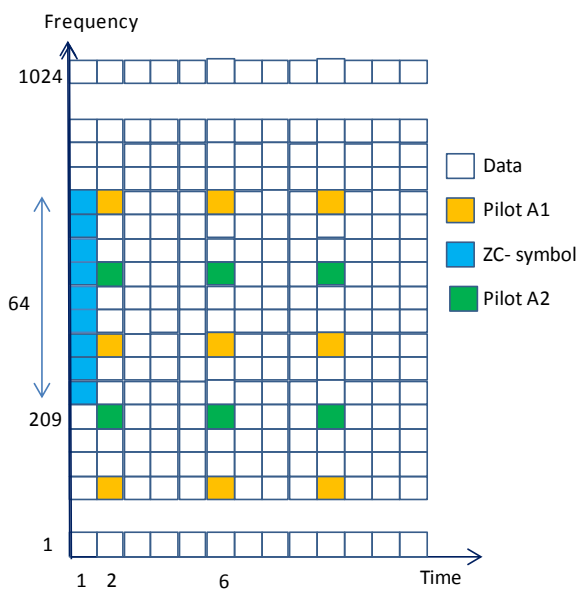 Frequency
1024
Data
Pilot A1
ZC- symbol
Pilot A2
64
209
1
1 2 6 Time